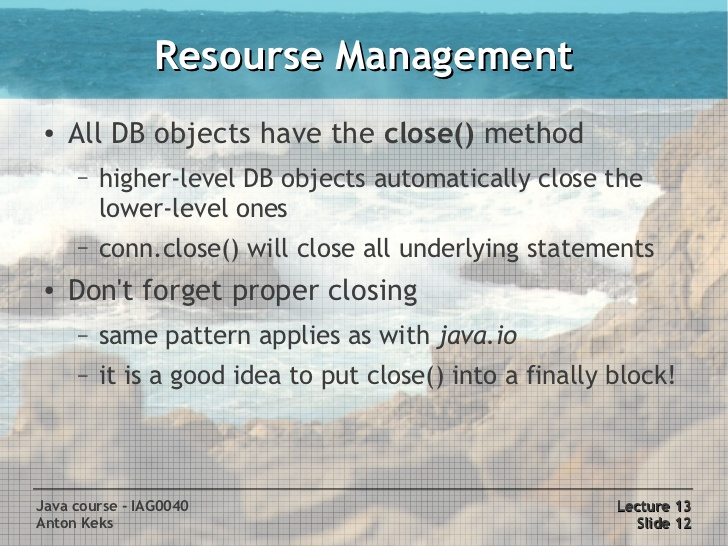 Resourse Management
● All DB objects have the close() method
– higher-level DB objects automatically close the
lower-level ones
– conn.close() will close all underlying statements
● Don't forget proper closing
– same pattern applies as with java.io
– it is a good idea to put close() into a finally block!
Java course – IAG0040
Anton Keks
Lecture 13
Slide 12